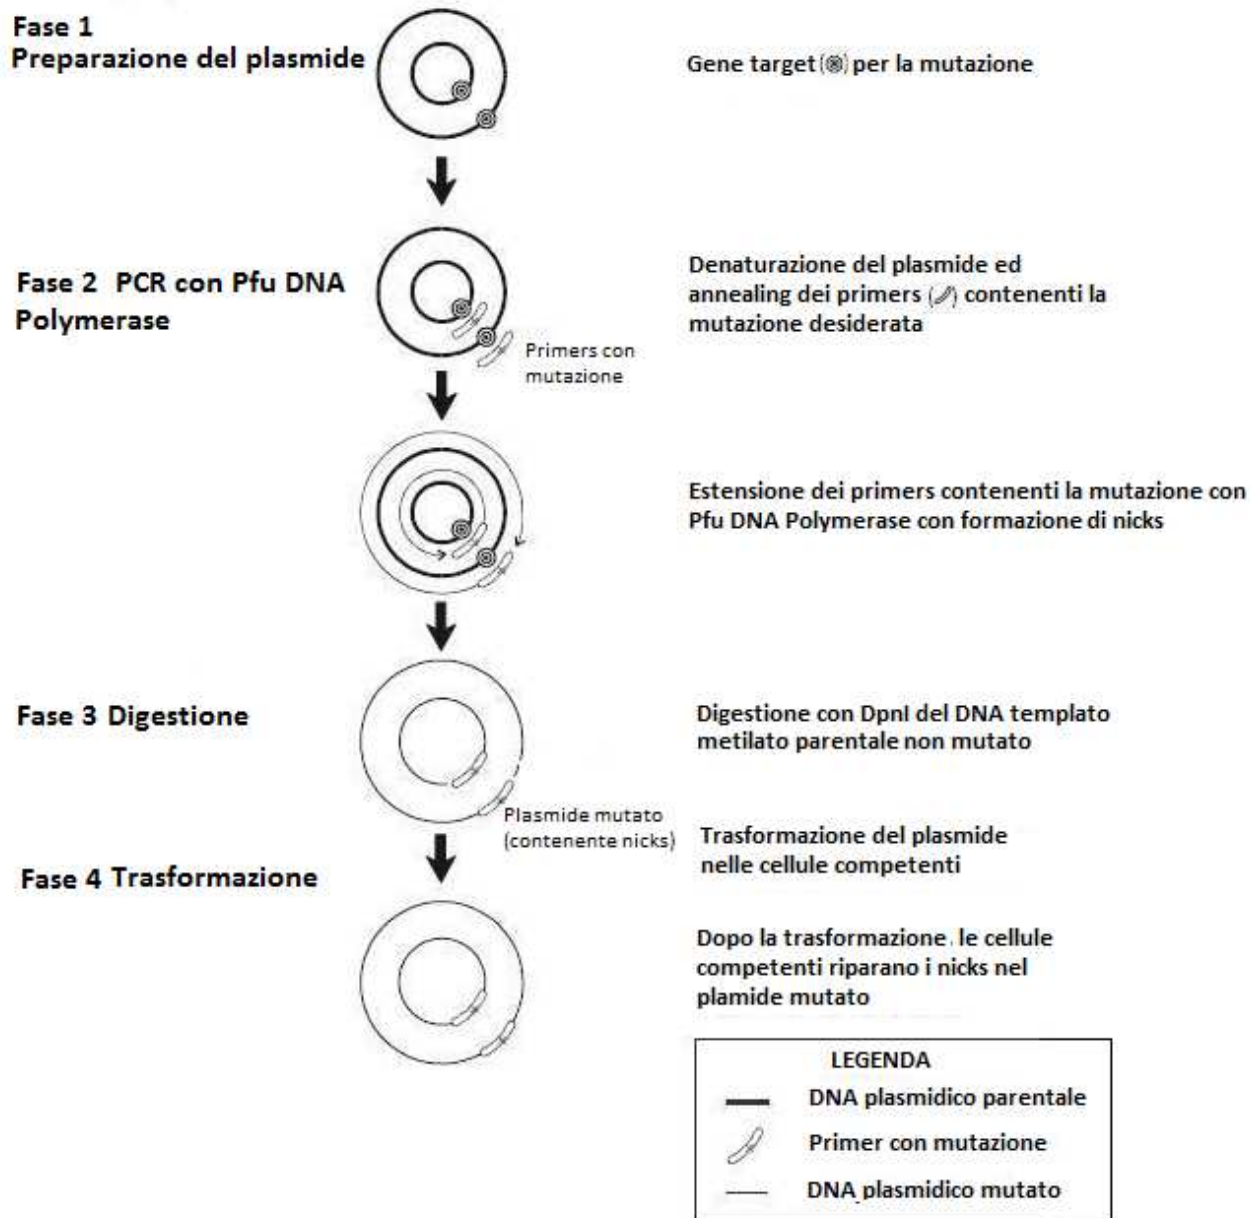 Fase 1
Preparazione del plasmide
Gene target (֍) per la mutazione
Fase 2 PCR con Pfu DNA
Polymerase
Denaturazione del plasmide ed
annealing dei primers () contenenti la
mutazione desiderata
Primers con
mutazione
Estensione dei primers contenenti la mutazione con
Pfu DNA Polymerase con formazione di nicks
Fase 3 Digestione
Digestione con DpnI del DNA templato
metilato parentale non mutato
Plasmide mutato
(contenente nicks)
Trasformazione del plasmide
nelle cellule competenti
Fase 4 Trasformazione
Dopo la trasformazione, le cellule
competenti riparano i nicks nel
plamide mutato
LEGENDA
DNA plasmidico parentale
Primer con mutazione
DNA plasmidico mutato